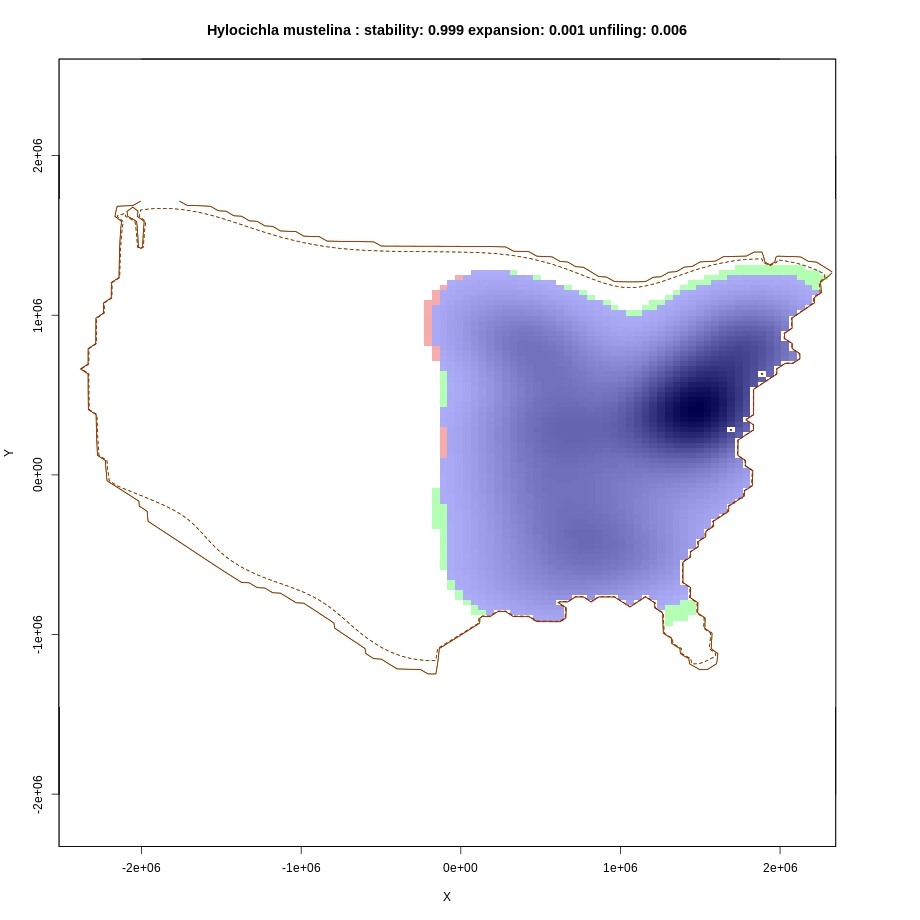 Hylocichla mustelina : stability: 0.999 expansion: 0.001 unfiling: 0.006
2e+06
1e+06
0e+00
-1e+06
-2e+06
Y
-2e+06 -1e+06 0e+00 1e+06 2e+06
X